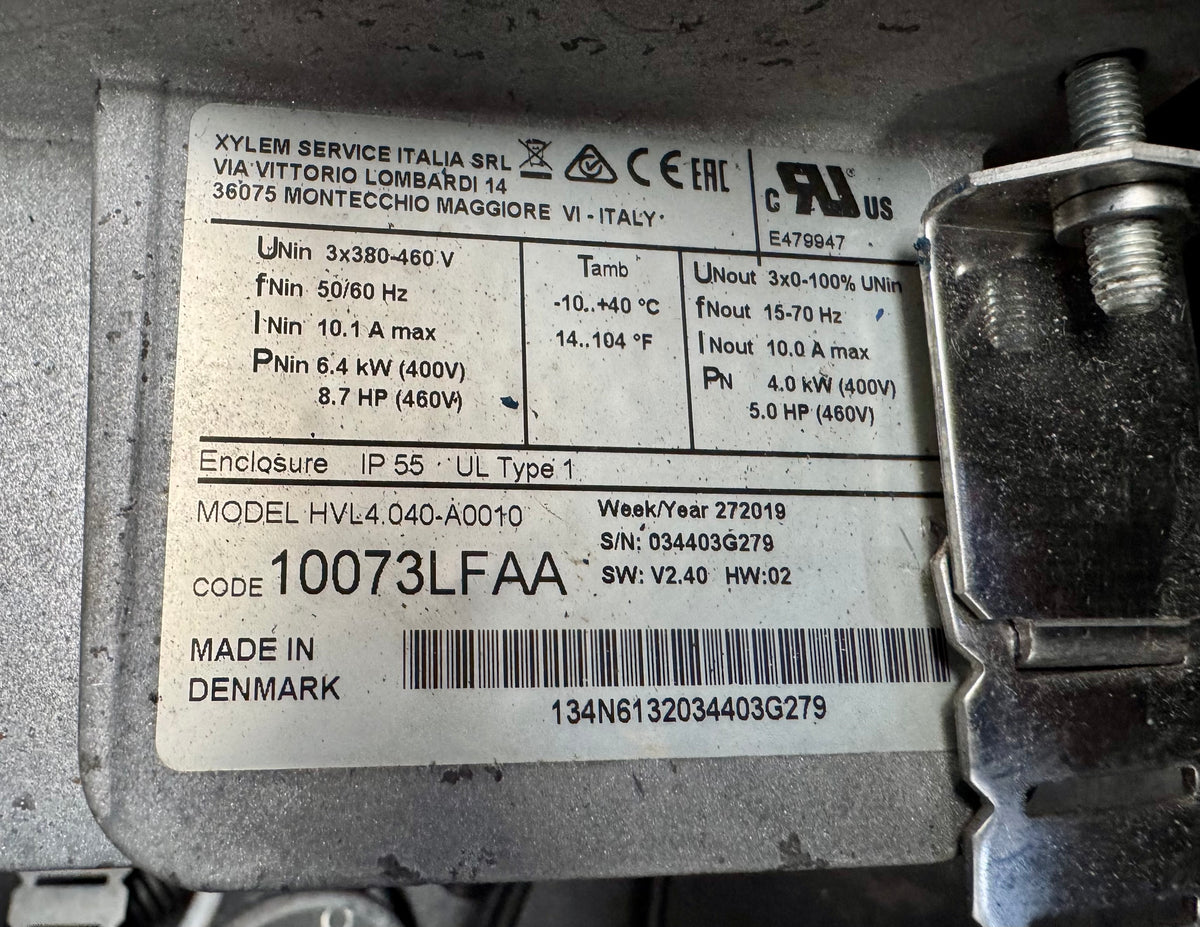 XYLEM SERVICE ITALIA SRL
VIA VITTORIO LOMBARDI 14
36075 MONTECCHIO MAGGIORE VI - ITALY
CE EAC
c RU US
E479947
UNin 3x380-460 V
fNin 50/60 Hz
INin 10.1 A max
PNin 6.4 kW (400V)
8.7 HP (460V)
Tamb
-10..+40 °C
14..104 °F
UNout 3x0-100% UNin
fNout 15-70 Hz
INout 10.0 A max
PN 4.0 kW (400V)
5.0 HP (460V)
Enclosure IP 55 UL Type 1
MODEL HVL4.040-A0010
CODE 10073LFAA
Week/Year 272019
S/N: 034403G279
SW: V2.40 HW:02
MADE IN
DENMARK
134N6132034403G279